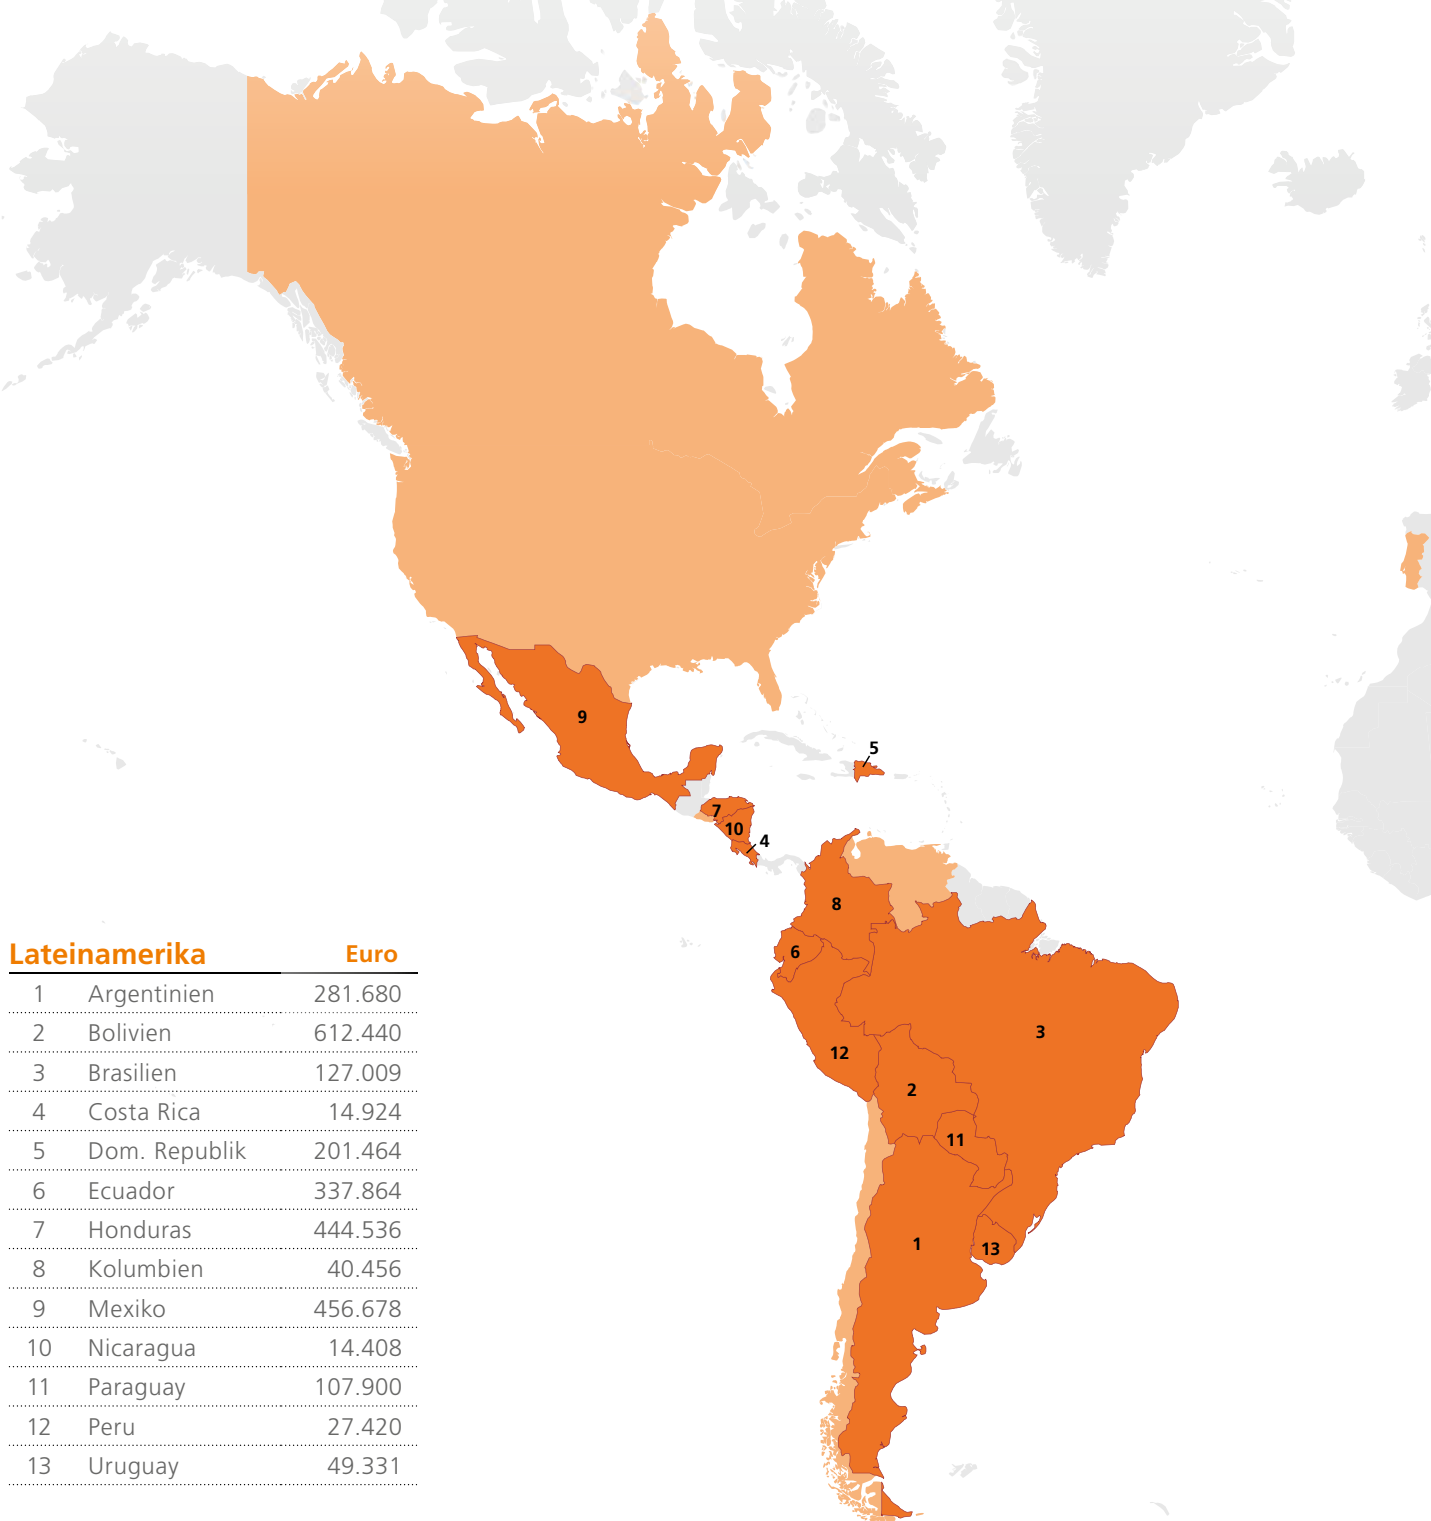 9
5
7
10
4
8
6
3
12
2
11
1
13
Lateinamerika Euro
1 Argentinien 281.680
2 Bolivien 612.440
3 Brasilien 127.009
4 Costa Rica 14.924
5 Dom. Republik 201.464
6 Ecuador 337.864
7 Honduras 444.536
8 Kolumbien 40.456
9 Mexiko 456.678
10 Nicaragua 14.408
11 Paraguay 107.900
12 Peru 27.420
13 Uruguay 49.331